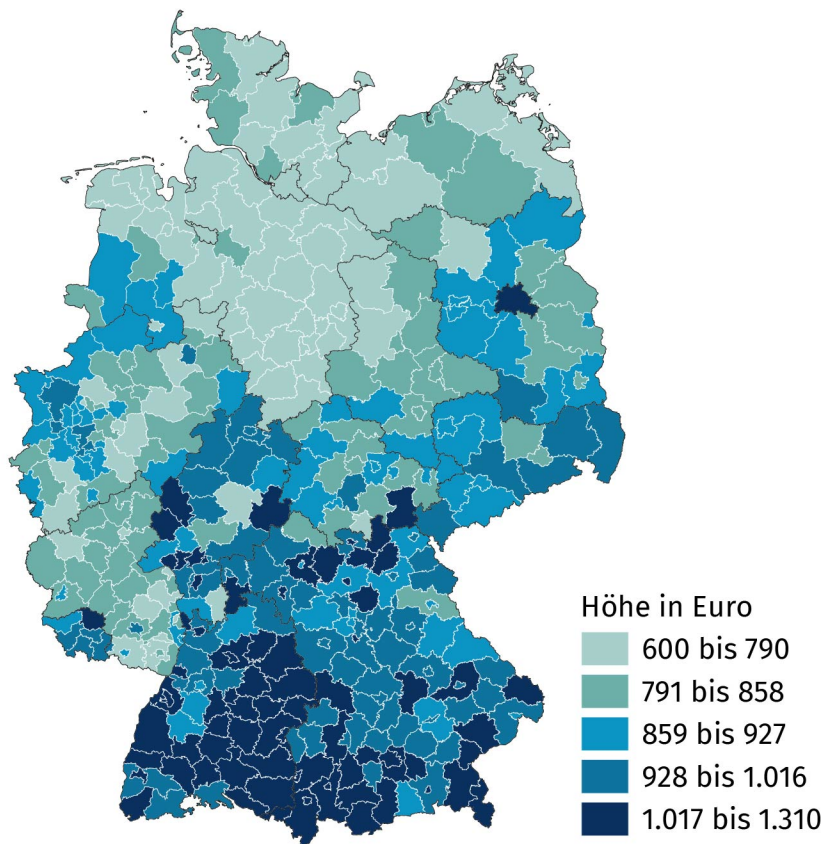 Höhe in Euro
600 bis 790
791 bis 858
859 bis 927
928 bis 1.016
1.017 bis 1.310